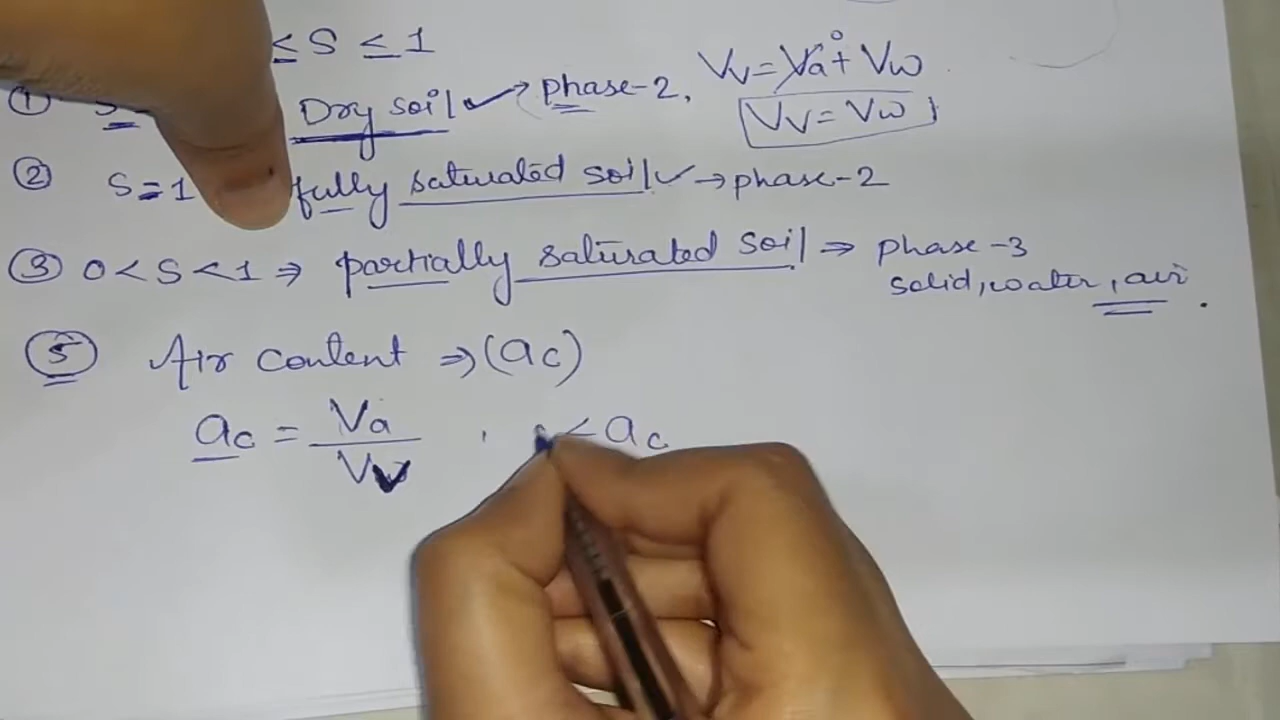 ≤ S ≤ 1
① S= Dry soil ✓→ phase-2, Vv = Va° + Vw
Vv = Vw
② S=1 fully saturated soil ✓ → phase-2
③ 0 < S < 1 ⇒ partially saturated soil ⇒ phase-3
solid, water, air.
⑤ Air content ⇒ (ac)
ac = Va / Vv , < ac